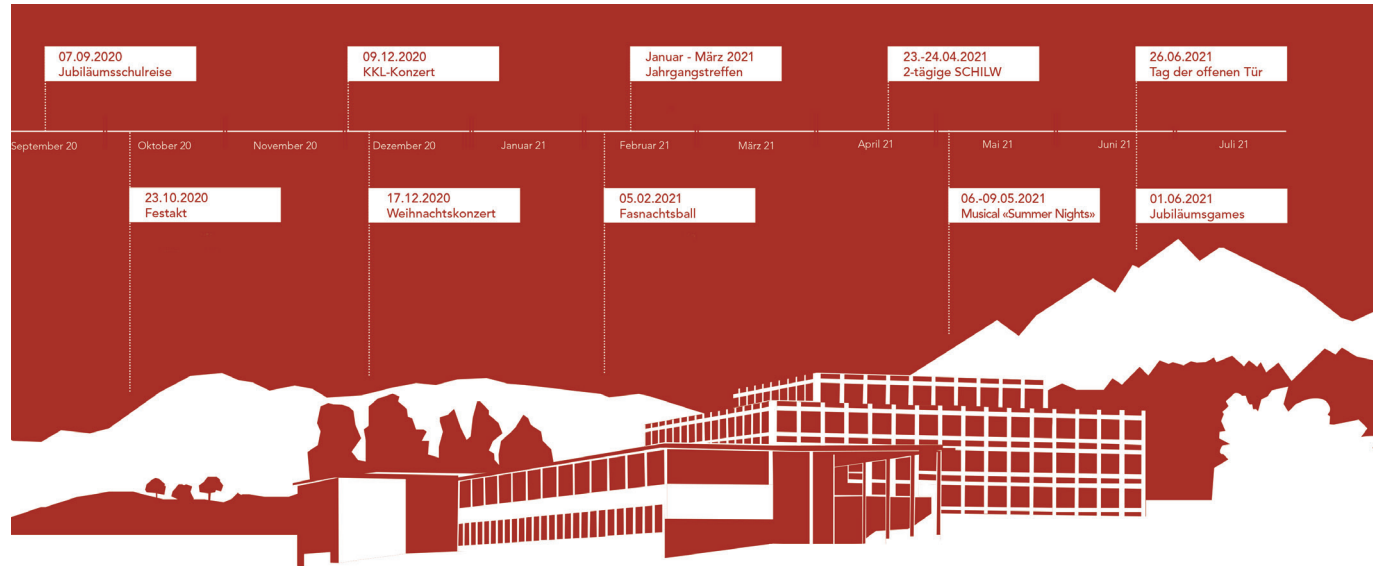 07.09.2020
Jubiläumsschulreise
09.12.2020
KKL-Konzert
Januar - März 2021
Jahrgangstreffen
23.-24.04.2021
2-tägige SCHILW
26.06.2021
Tag der offenen Tür
September 20
Oktober 20
November 20
Dezember 20
Januar 21
Februar 21
März 21
April 21
Mai 21
Juni 21
Juli 21
23.10.2020
Festakt
17.12.2020
Weihnachtskonzert
05.02.2021
Fasnachtsball
06.-09.05.2021
Musical «Summer Nights»
01.06.2021
Jubiläumsgames